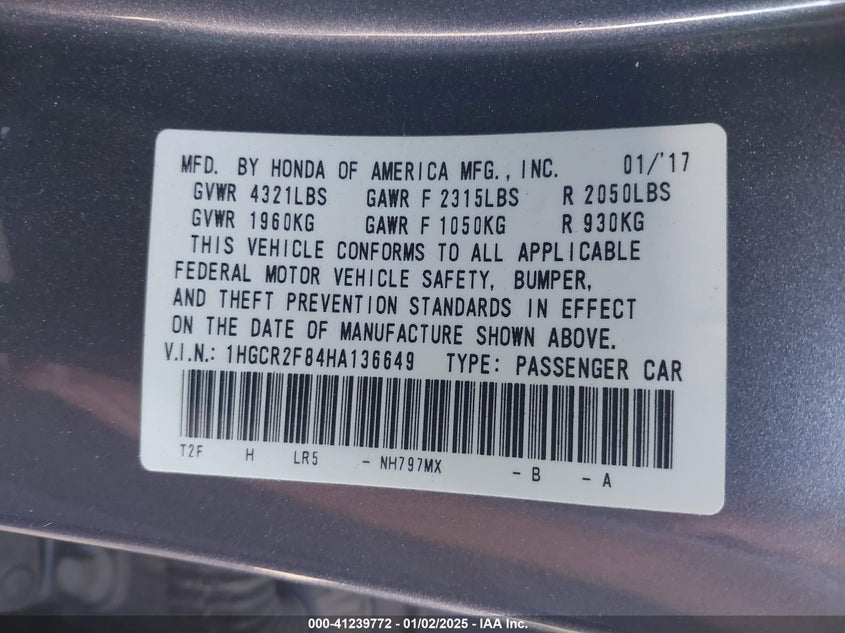 MFD. BY HONDA OF AMERICA MFG., INC. 01/'17
GVWR 4321LBS GAWR F 2315LBS R 2050LBS
GVWR 1960KG GAWR F 1050KG R 930KG
THIS VEHICLE CONFORMS TO ALL APPLICABLE
FEDERAL MOTOR VEHICLE SAFETY, BUMPER,
AND THEFT PREVENTION STANDARDS IN EFFECT
ON THE DATE OF MANUFACTURE SHOWN ABOVE.
V.I.N.: 1HGCR2F84HA136649 TYPE: PASSENGER CAR
T2F H LR5 - NH797MX - B - A
000-41239772 - 01/02/2025 - IAA Inc.